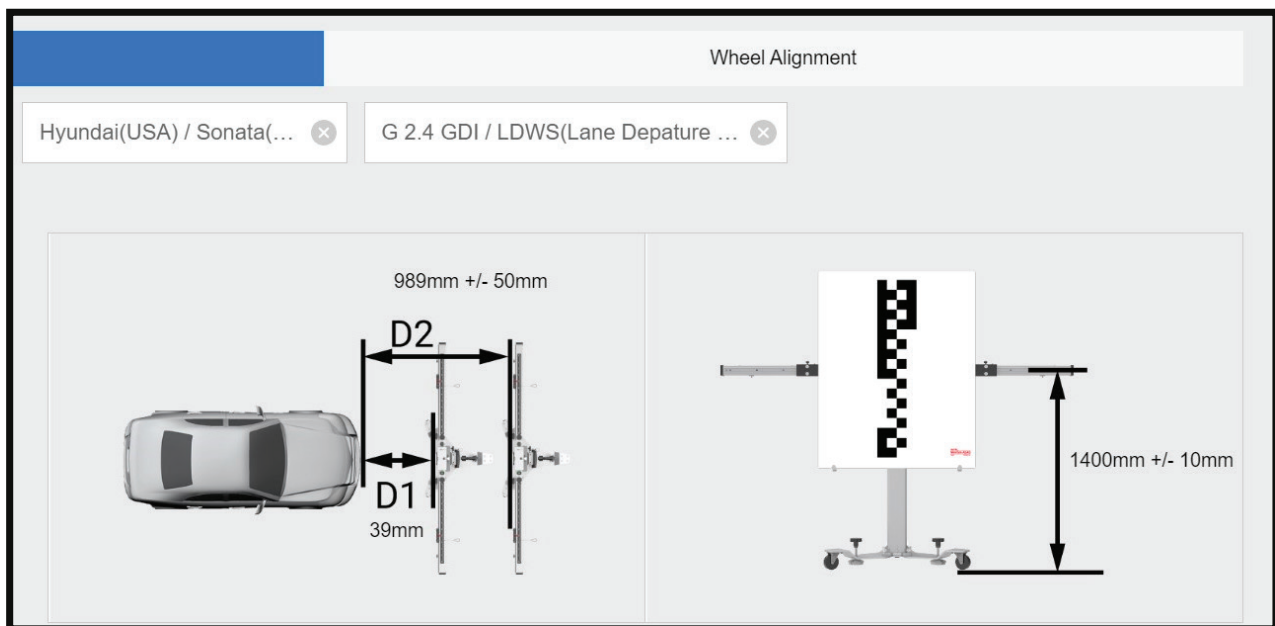 Wheel Alignment
Hyundai(USA) / Sonata(…
G 2.4 GDI / LDWS(Lane Depature …
989mm +/- 50mm
D2
D1
39mm
1400mm +/- 10mm